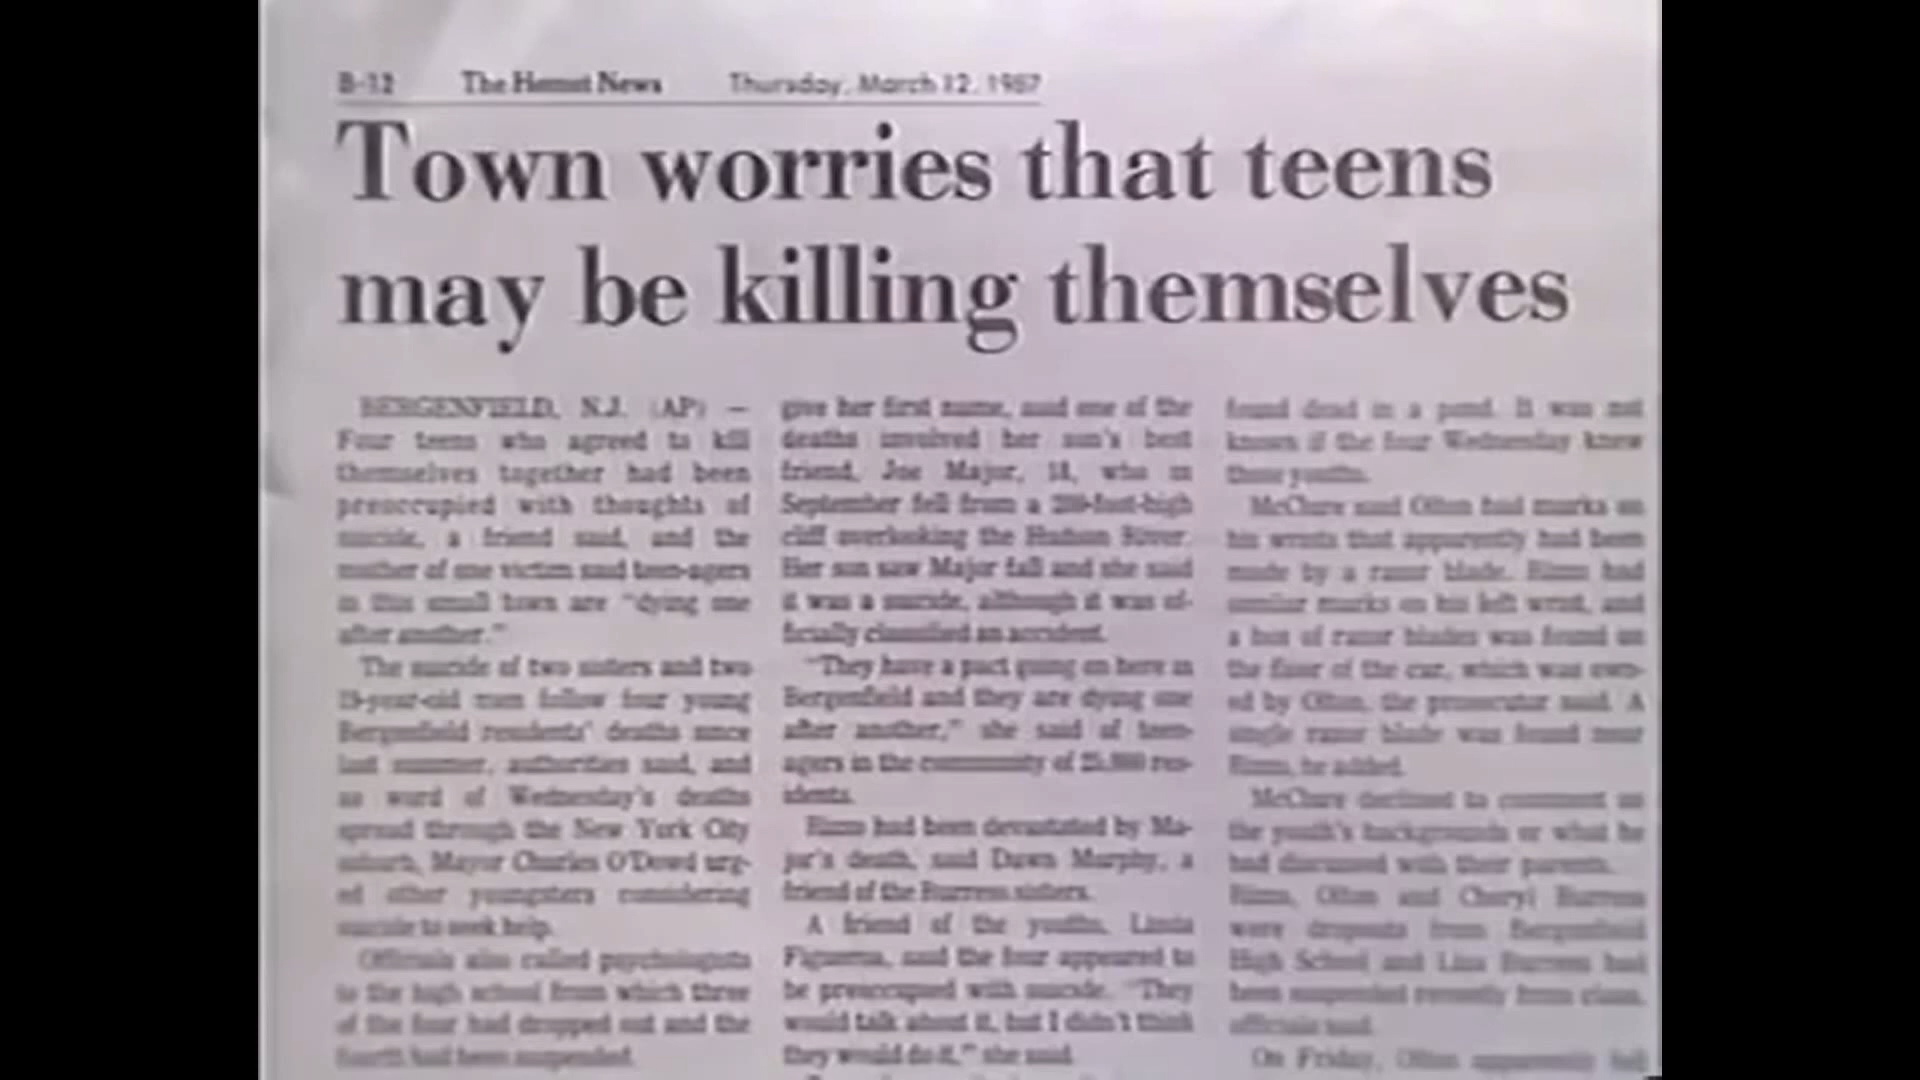 B-12 The Hemet News Thursday, March 12, 1987
Town worries that teens
may be killing themselves
BERGENFIELD, N.J. (AP) —
Four teens who agreed to kill
themselves together had been
preoccupied with thoughts of
suicide, a friend said, and the
mother of one victim said teen-agers
in this small town are "dying one
after another."
The suicide of two sisters and two
19-year-old men follow four young
Bergenfield residents' deaths since
last summer, authorities said, and
as word of Wednesday's deaths
spread through the New York City
suburb, Mayor Charles O'Dowd urg-
ed other youngsters considering
suicide to seek help.
Officials also called psychologists
to the high school from which three
of the four had dropped out and the
fourth had been suspended.
give her first name, said one of the
deaths involved her son's best
friend, Joe Major, 18, who in
September fell from a 200-foot-high
cliff overlooking the Hudson River.
Her son saw Major fall and she said
it was a suicide, although it was of-
ficially classified an accident.
"They have a pact going on here in
Bergenfield and they are dying one
after another," she said of teen-
agers in the community of 25,000 res-
idents.
Rizzo had been devastated by Ma-
jor's death, said Dawn Murphy, a
friend of the Burress sisters.
A friend of the youths, Linda
Figueroa, said the four appeared to
be preoccupied with suicide. "They
would talk about it, but I didn't think
they would do it," she said.
found dead in a pond. It was not
known if the four Wednesday knew
those youths.
McClure said Olton had marks on
his wrists that apparently had been
made by a razor blade. Rizzo had
similar marks on his left wrist, and
a box of razor blades was found on
the floor of the car, which was own-
ed by Olton, the prosecutor said. A
single razor blade was found near
Rizzo, he added.
McClure declined to comment on
the youth's backgrounds or what he
had discussed with their parents.
Rizzo, Olton and Cheryl Burress
were dropouts from Bergenfield
High School and Lisa Burress had
been suspended recently from class,
officials said.
On Friday, Olton apparently